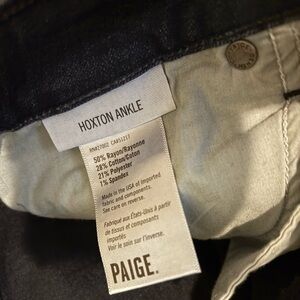 HOXTON ANKLE
50% Rayon/Rayonne
28% Cotton/Coton
21% Polyester
1% Spandex
Made in the USA of imported
fabric and components.
See care on reverse.
Fabriqué aux États-Unis à partir
de tissus et composants
importés
Voir le soin sur l'inverse.
PAIGE.